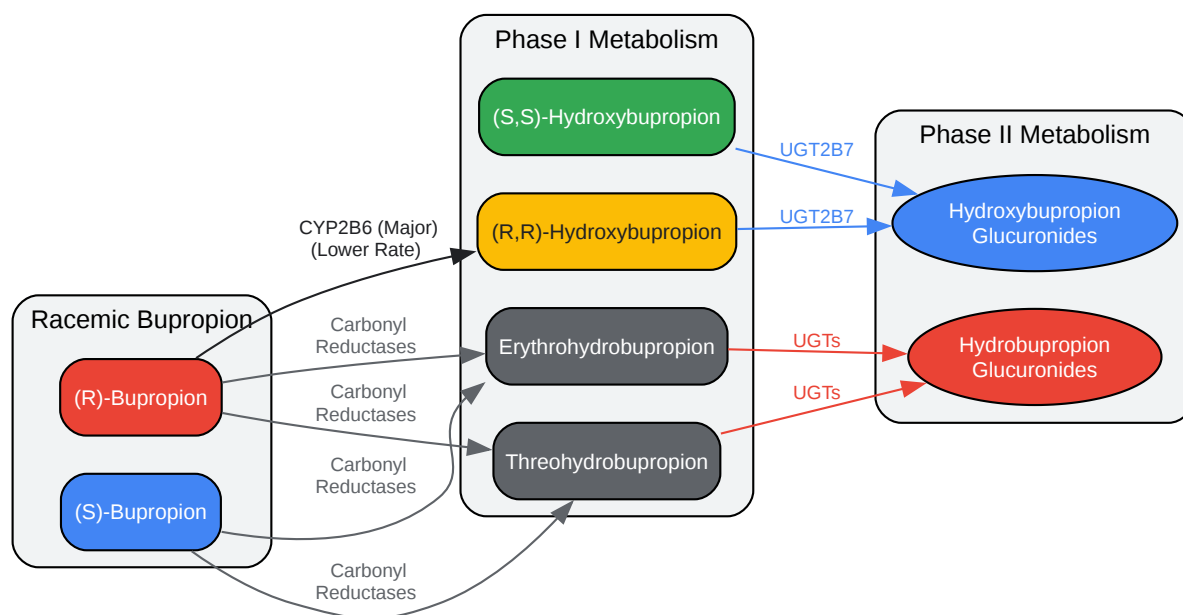 Phase I Metabolism
(S,S)-Hydroxybupropion
UGT2B7
Phase II Metabolism
Hydroxybupropion
Glucuronides
CYP2B6 (Major)
(Lower Rate)
(R,R)-Hydroxybupropion
UGT2B7
Racemic Bupropion
Carbonyl
Reductases
Erythrohydrobupropion
UGTs
Hydrobupropion
Glucuronides
(R)-Bupropion
Carbonyl
Reductases
UGTs
Carbonyl
Reductases
Threohydrobupropion
(S)-Bupropion
Carbonyl
Reductases